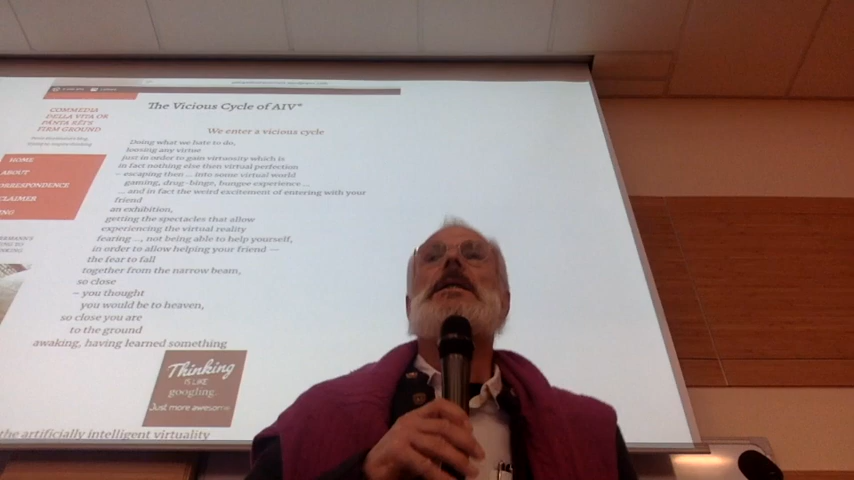 The Vicious Cycle of AIV*
COMMEDIA
DELLA VITA OR
PANTA RÊI'S
FIRM GROUND
HOME
ABOUT
ORRESPONDENCE
CLAIMER
ING
We enter a vicious cycle
Doing what we hate to do,
loosing any virtue
just in order to gain virtuosity which is
in fact nothing else then virtual perfection
– escaping then ... into some virtual world
gaming, drug-binge, bungee experience ...
... and in fact the weird excitement of entering with your
friend
an exhibition,
getting the spectacles that allow
experiencing the virtual reality
fearing ..., not being able to help yourself,
in order to allow helping your friend —
the fear to fall
together from the narrow beam,
so close
– you thought
you would be to heaven,
so close you are
to the ground
awaking, having learned something
Thinking
IS LIKE
googling.
Just more awesome
the artificially intelligent virtuality